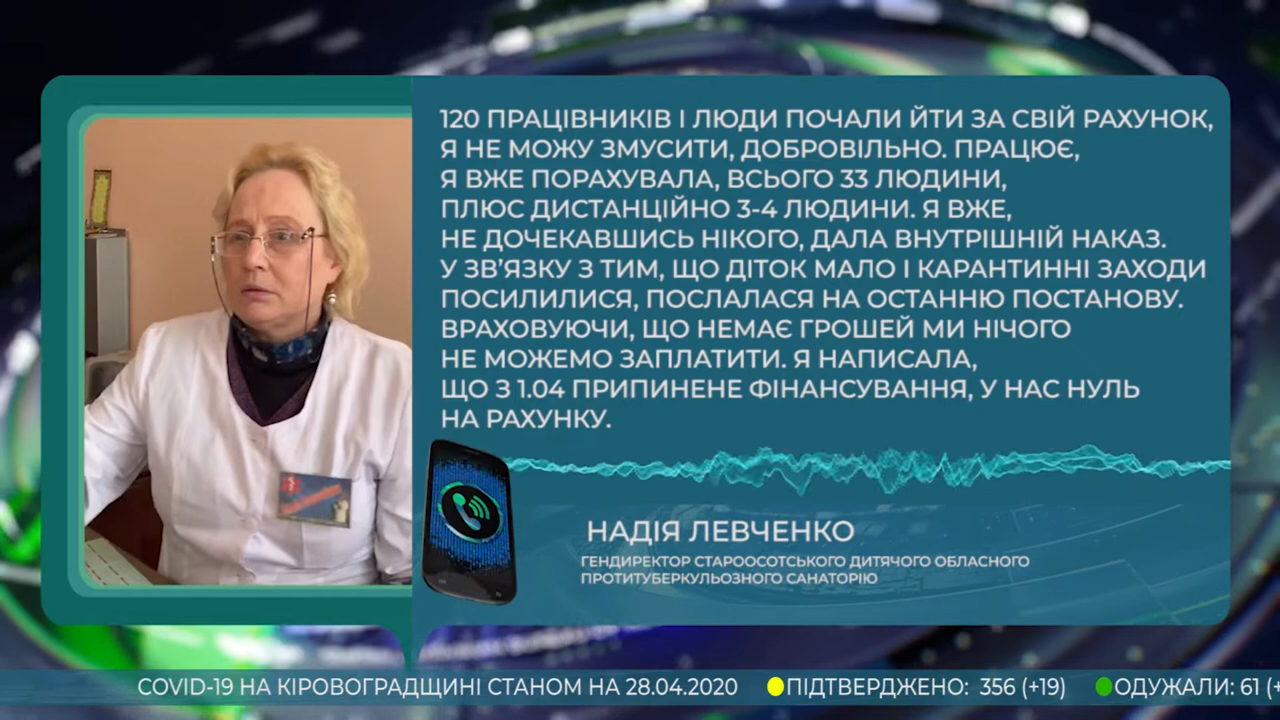 120 ПРАЦІВНИКІВ І ЛЮДИ ПОЧАЛИ ЙТИ ЗА СВІЙ РАХУНОК,
Я НЕ МОЖУ ЗМУСИТИ, ДОБРОВІЛЬНО. ПРАЦЮЄ,
Я ВЖЕ ПОРАХУВАЛА, ВСЬОГО 33 ЛЮДИНИ,
ПЛЮС ДИСТАНЦІЙНО 3-4 ЛЮДИНИ. Я ВЖЕ,
НЕ ДОЧЕКАВШИСЬ НІКОГО, ДАЛА ВНУТРІШНІЙ НАКАЗ.
У ЗВ’ЯЗКУ З ТИМ, ЩО ДІТОК МАЛО І КАРАНТИННІ ЗАХОДИ
ПОСИЛИЛИСЯ, ПОСЛАЛАСЯ НА ОСТАННЮ ПОСТАНОВУ.
ВРАХОВУЮЧИ, ЩО НЕМАЄ ГРОШЕЙ МИ НІЧОГО
НЕ МОЖЕМО ЗАПЛАТИТИ. Я НАПИСАЛА,
ЩО З 1.04 ПРИПИНЕНЕ ФІНАНСУВАННЯ, У НАС НУЛЬ
НА РАХУНКУ.
НАДІЯ ЛЕВЧЕНКО
ГЕНДИРЕКТОР СТАРООСОТСЬКОГО ДИТЯЧОГО ОБЛАСНОГО
ПРОТИТУБЕРКУЛЬОЗНОГО САНАТОРІЮ
COVID-19 НА КІРОВОГРАДЩИНІ СТАНОМ НА 28.04.2020 ПІДТВЕРДЖЕНО: 356 (+19) ОДУЖАЛИ: 61 (+